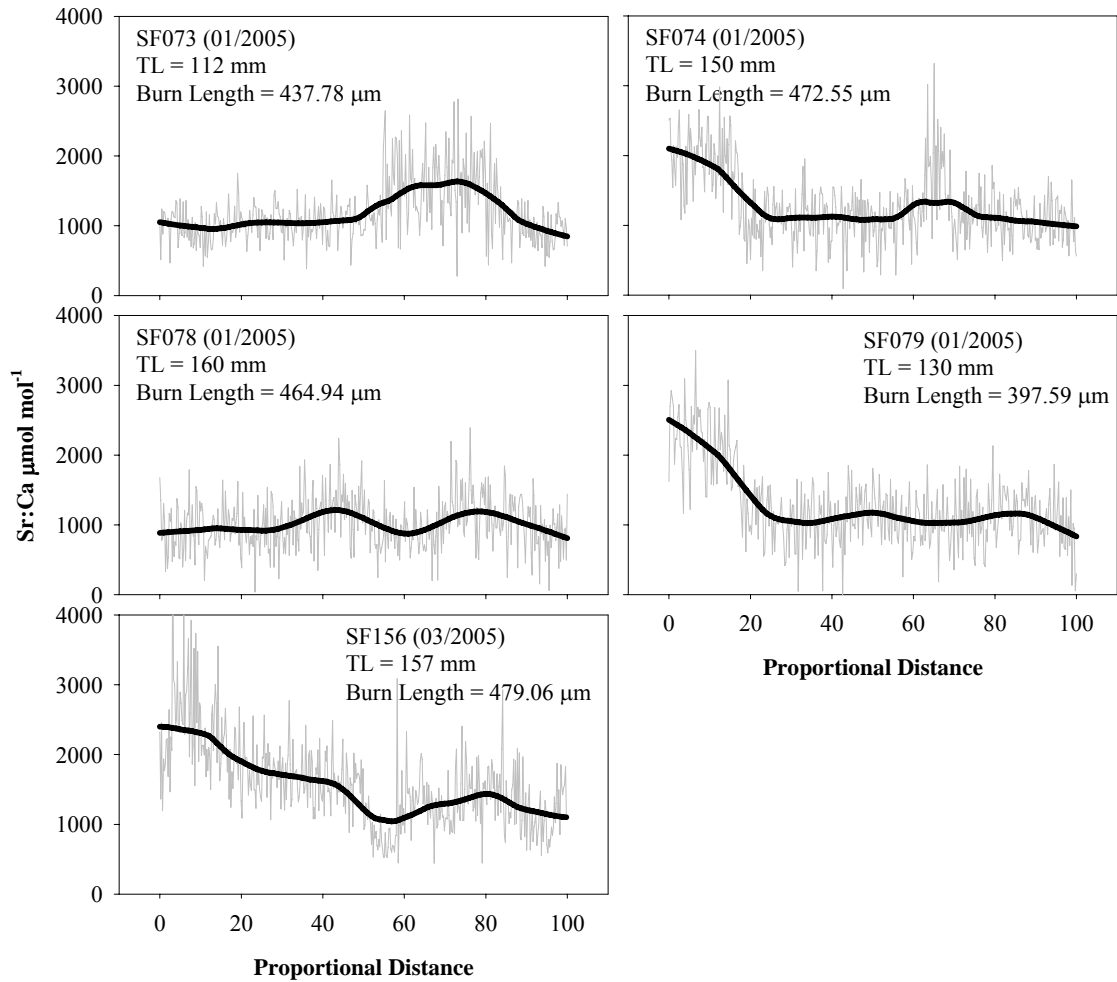 4000
3000
2000
1000
0
SF073 (01/2005)
TL = 112 mm
Burn Length = 437.78 μm
SF074 (01/2005)
TL = 150 mm
Burn Length = 472.55 μm
4000
3000
2000
1000
0
SF078 (01/2005)
TL = 160 mm
Burn Length = 464.94 μm
SF079 (01/2005)
TL = 130 mm
Burn Length = 397.59 μm
Sr:Ca μmol mol⁻¹
0 20 40 60 80 100
Proportional Distance
4000
3000
2000
1000
0
SF156 (03/2005)
TL = 157 mm
Burn Length = 479.06 μm
0 20 40 60 80 100
Proportional Distance